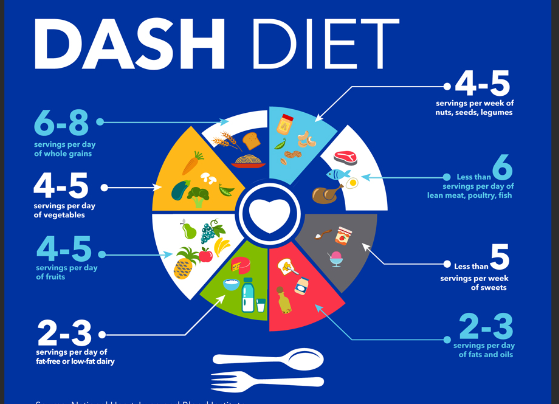 DASH DIET
6-8
servings per day
of whole grains
4-5
servings per day
of vegetables
4-5
servings per day
of fruits
2-3
servings per day of
fat-free or low-fat dairy
4-5
servings per week of
nuts, seeds, legumes
Less than 6
servings per day of
lean meat, poultry, fish
Less than 5
servings per week
of sweets
2-3
servings per day
of fats and oils